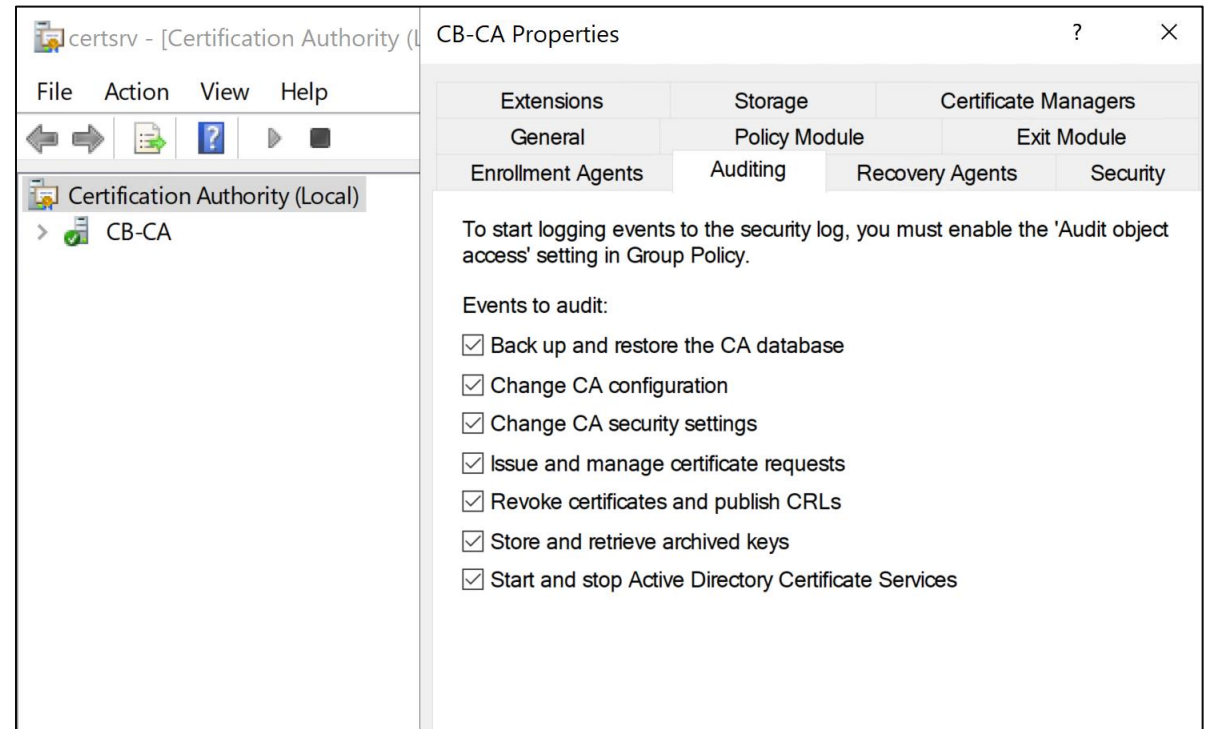 certsrv - [Certification Authority (L
File Action View Help
Certification Authority (Local)
CB-CA
CB-CA Properties
? ×
Extensions Storage Certificate Managers
General Policy Module Exit Module
Enrollment Agents Auditing Recovery Agents Security
To start logging events to the security log, you must enable the 'Audit object
access' setting in Group Policy.
Events to audit:
Back up and restore the CA database
Change CA configuration
Change CA security settings
Issue and manage certificate requests
Revoke certificates and publish CRLs
Store and retrieve archived keys
Start and stop Active Directory Certificate Services